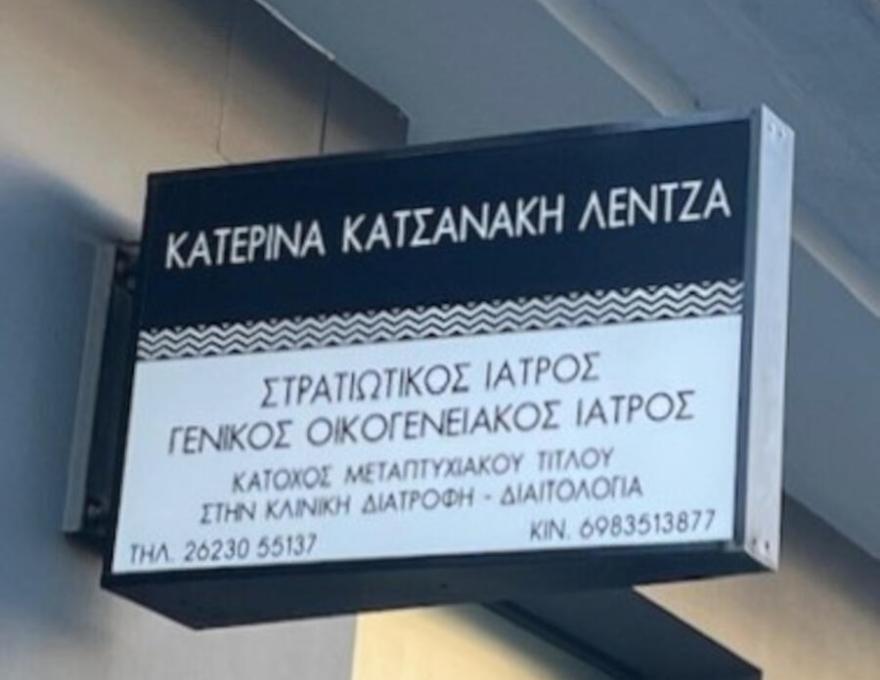 ΚΑΤΕΡΙΝΑ ΚΑΤΣΑΝΑΚΗ ΛΕΝΤΖΑ
ΣΤΡΑΤΙΩΤΙΚΟΣ ΙΑΤΡΟΣ
ΓΕΝΙΚΟΣ ΟΙΚΟΓΕΝΕΙΑΚΟΣ ΙΑΤΡΟΣ
ΚΑΤΟΧΟΣ ΜΕΤΑΠΤΥΧΙΑΚΟΥ ΤΙΤΛΟΥ
ΣΤΗΝ ΚΛΙΝΙΚΗ ΔΙΑΤΡΟΦΗ - ΔΙΑΙΤΟΛΟΓΙΑ
ΤΗΛ. 26230 55137 ΚΙΝ. 6983513877